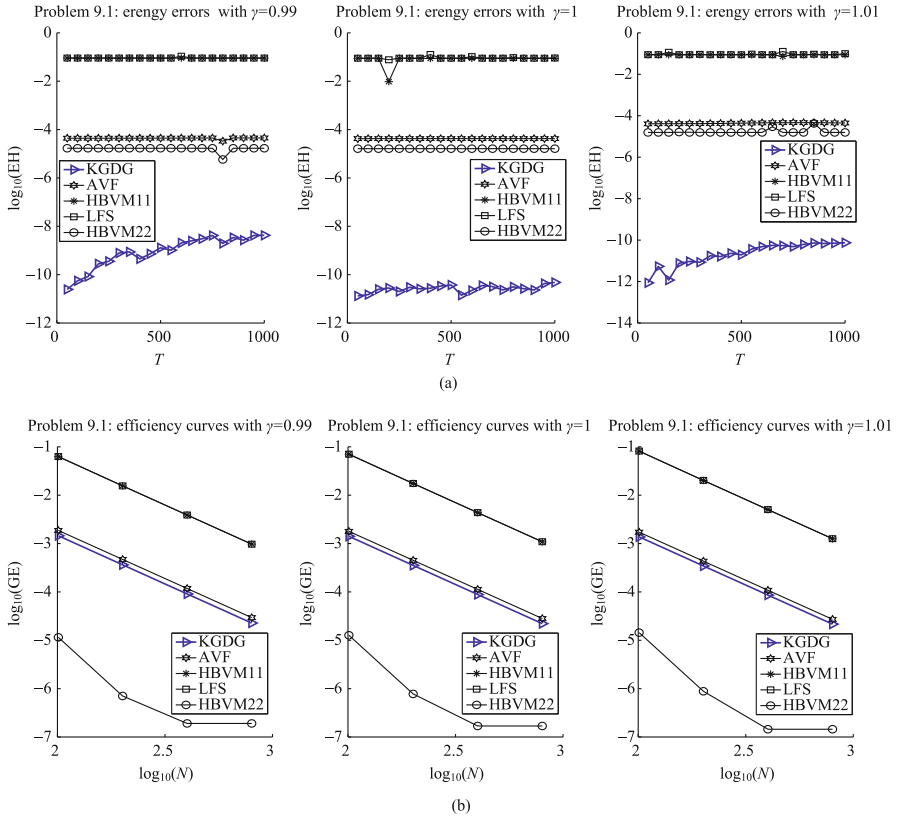 Problem 9.1: erengy errors with γ=0.99
0
−2
−4
−6
−8
−10
−12
log10(EH)
KGDG
AVF
HBVM11
LFS
HBVM22
0
500
1000
T
Problem 9.1: erengy errors with γ=1
0
−2
−4
−6
−8
−10
−12
log10(EH)
KGDG
AVF
HBVM11
LFS
HBVM22
0
500
1000
T
Problem 9.1: erengy errors with γ=1.01
0
−2
−4
−6
−8
−10
−12
−14
log10(EH)
KGDG
AVF
HBVM11
LFS
HBVM22
0
500
1000
T
(a)
Problem 9.1: efficiency curves with γ=0.99
−1
−2
−3
−4
−5
−6
−7
log10(GE)
KGDG
AVF
HBVM11
LFS
HBVM22
2
2.5
3
log10(N)
Problem 9.1: efficiency curves with γ=1
−1
−2
−3
−4
−5
−6
−7
log10(GE)
KGDG
AVF
HBVM11
LFS
HBVM22
2
2.5
3
log10(N)
Problem 9.1: efficiency curves with γ=1.01
−1
−2
−3
−4
−5
−6
−7
log10(GE)
KGDG
AVF
HBVM11
LFS
HBVM22
2
2.5
3
log10(N)
(b)